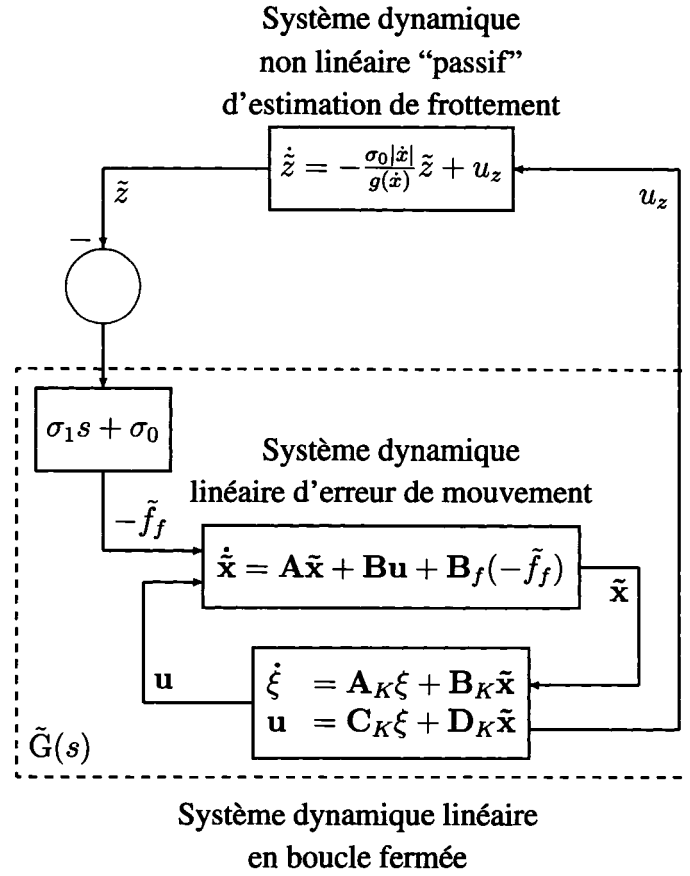 Système dynamique
non linéaire “passif”
d'estimation de frottement
$\dot{\tilde{z}} = -\frac{\sigma_0|\dot{x}|}{g(\dot{x})}\tilde{z} + u_z$
$\tilde{z}$
$u_z$
−
$\sigma_1 s + \sigma_0$
Système dynamique
linéaire d'erreur de mouvement
$-\tilde{f}_f$
$\dot{\tilde{\mathbf{x}}} = \mathbf{A}\tilde{\mathbf{x}} + \mathbf{B}\mathbf{u} + \mathbf{B}_f(-\tilde{f}_f)$
$\tilde{\mathbf{x}}$
$\mathbf{u}$
$\dot{\xi} = \mathbf{A}_K\xi + \mathbf{B}_K\tilde{\mathbf{x}}$
$\mathbf{u} = \mathbf{C}_K\xi + \mathbf{D}_K\tilde{\mathbf{x}}$
$\tilde{\mathrm{G}}(s)$
Système dynamique linéaire
en boucle fermée